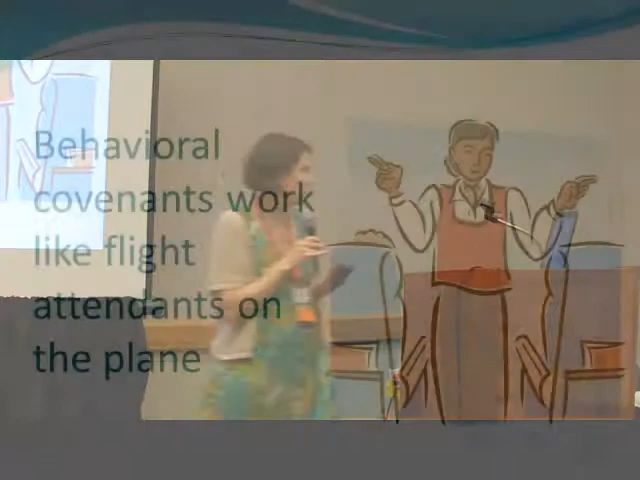 Behavioral
covenants work
like flight
attendants on
the plane